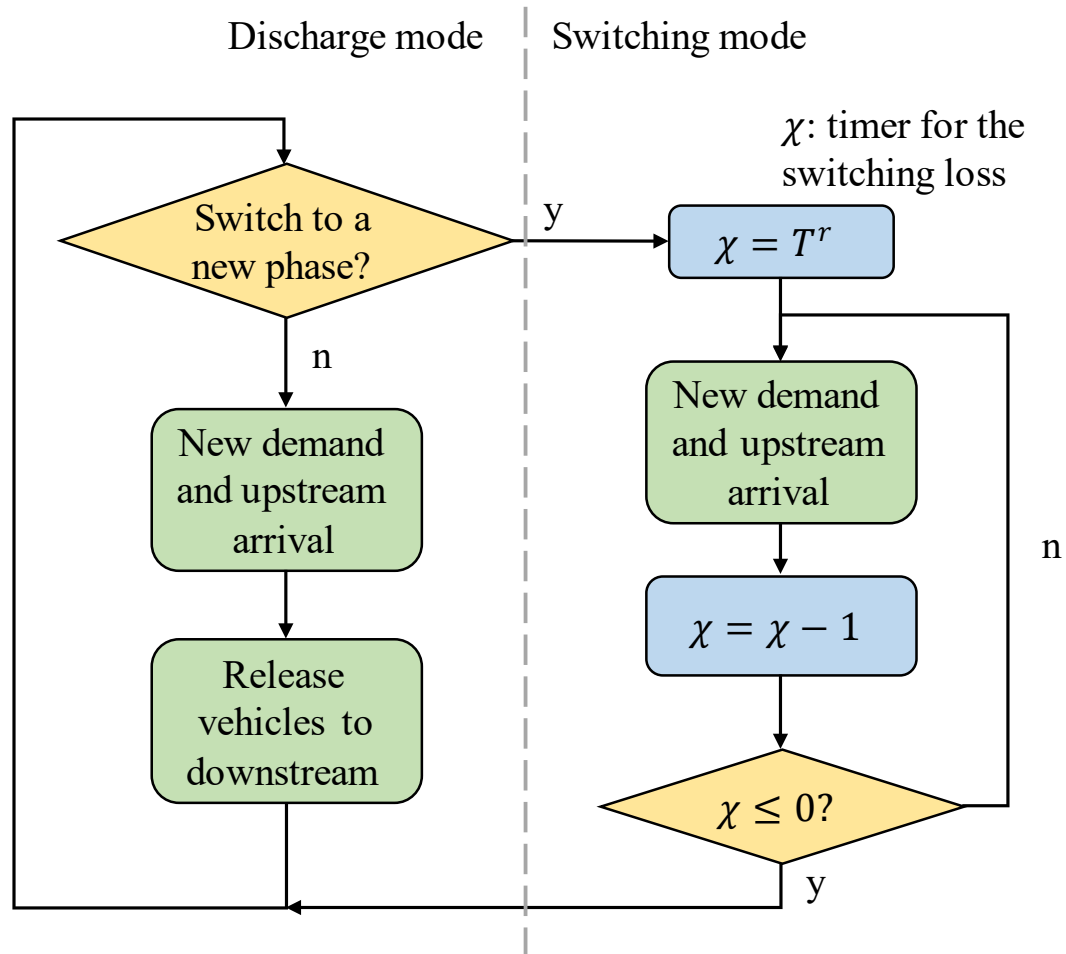 Discharge mode
Switching mode
χ: timer for the
switching loss
Switch to a
new phase?
y
χ = Tʳ
n
New demand
and upstream
arrival
Release
vehicles to
downstream
New demand
and upstream
arrival
χ = χ − 1
n
χ ≤ 0?
y